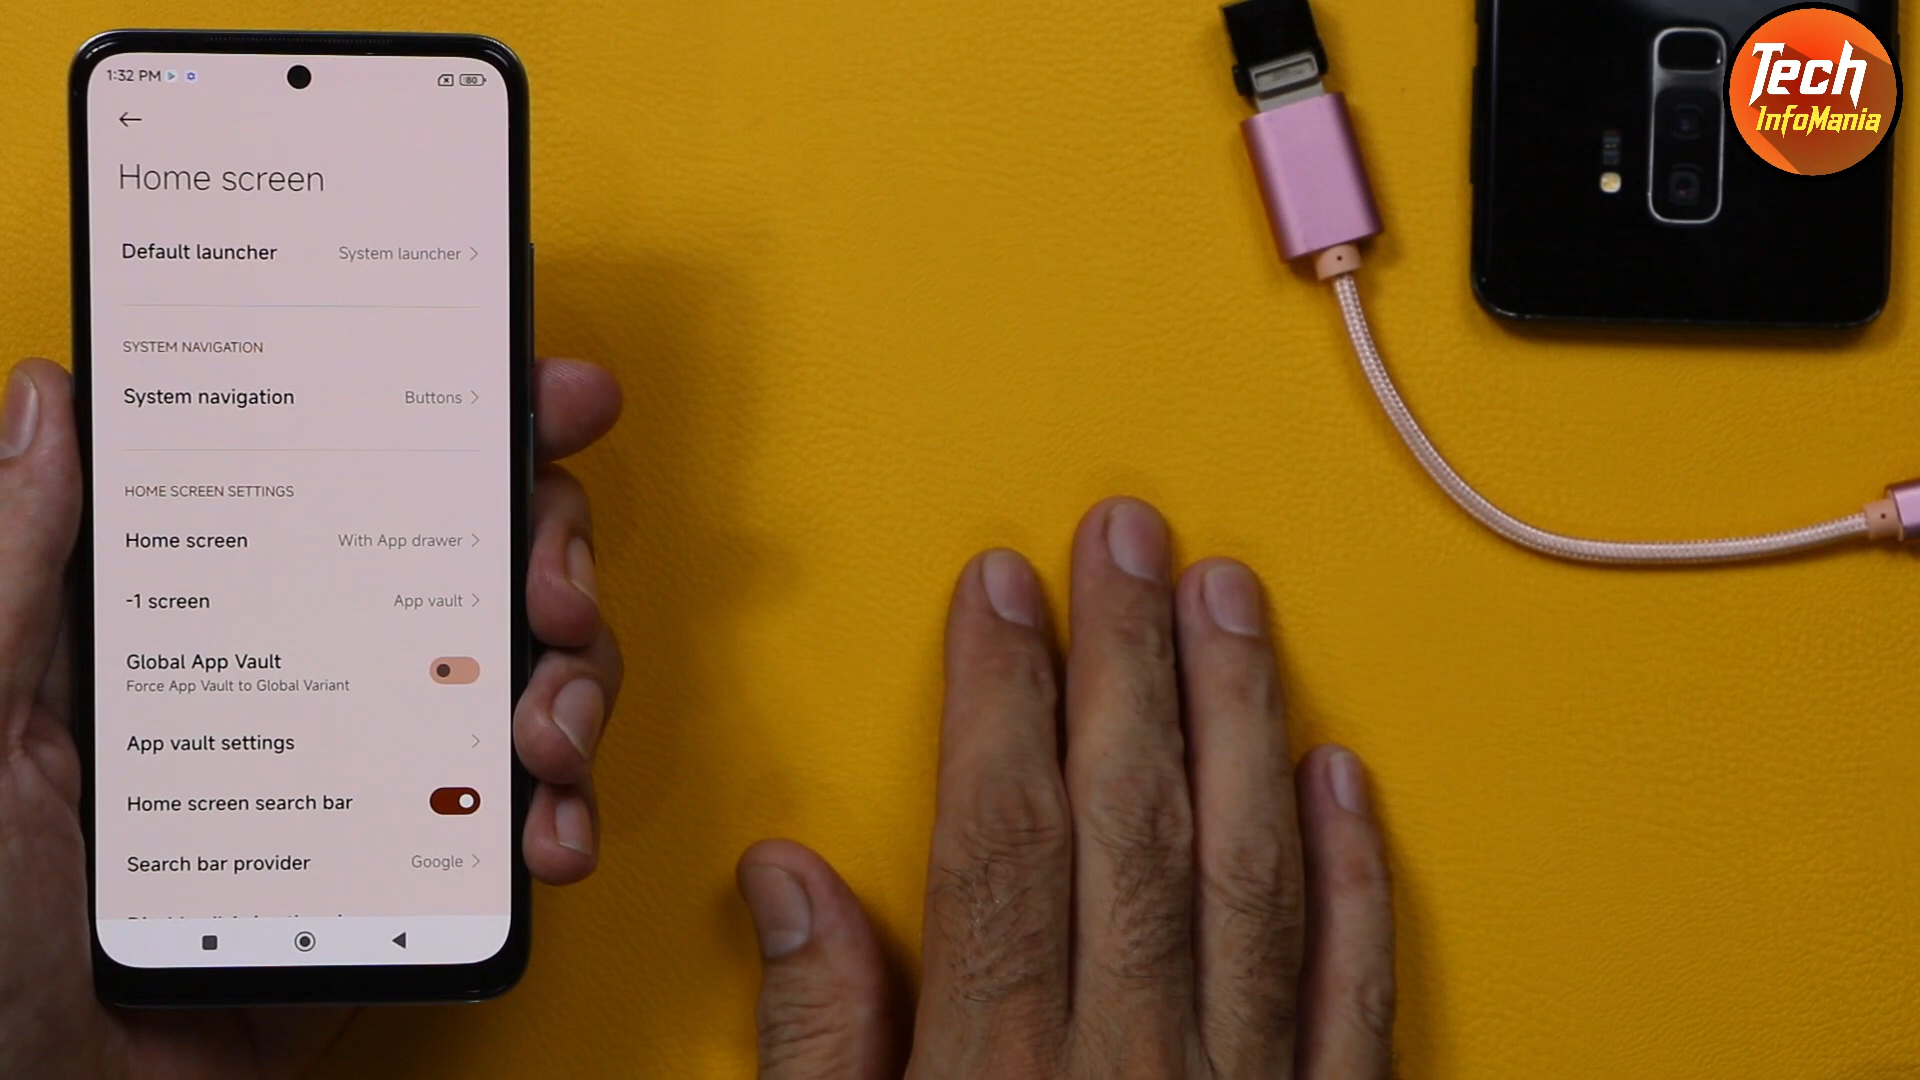 1:32 PM
80
Home screen
Default launcher
System launcher
SYSTEM NAVIGATION
System navigation
Buttons
HOME SCREEN SETTINGS
Home screen
With App drawer
-1 screen
App vault
Global App Vault
Force App Vault to Global Variant
App vault settings
Home screen search bar
Search bar provider
Google
Tech
InfoMania